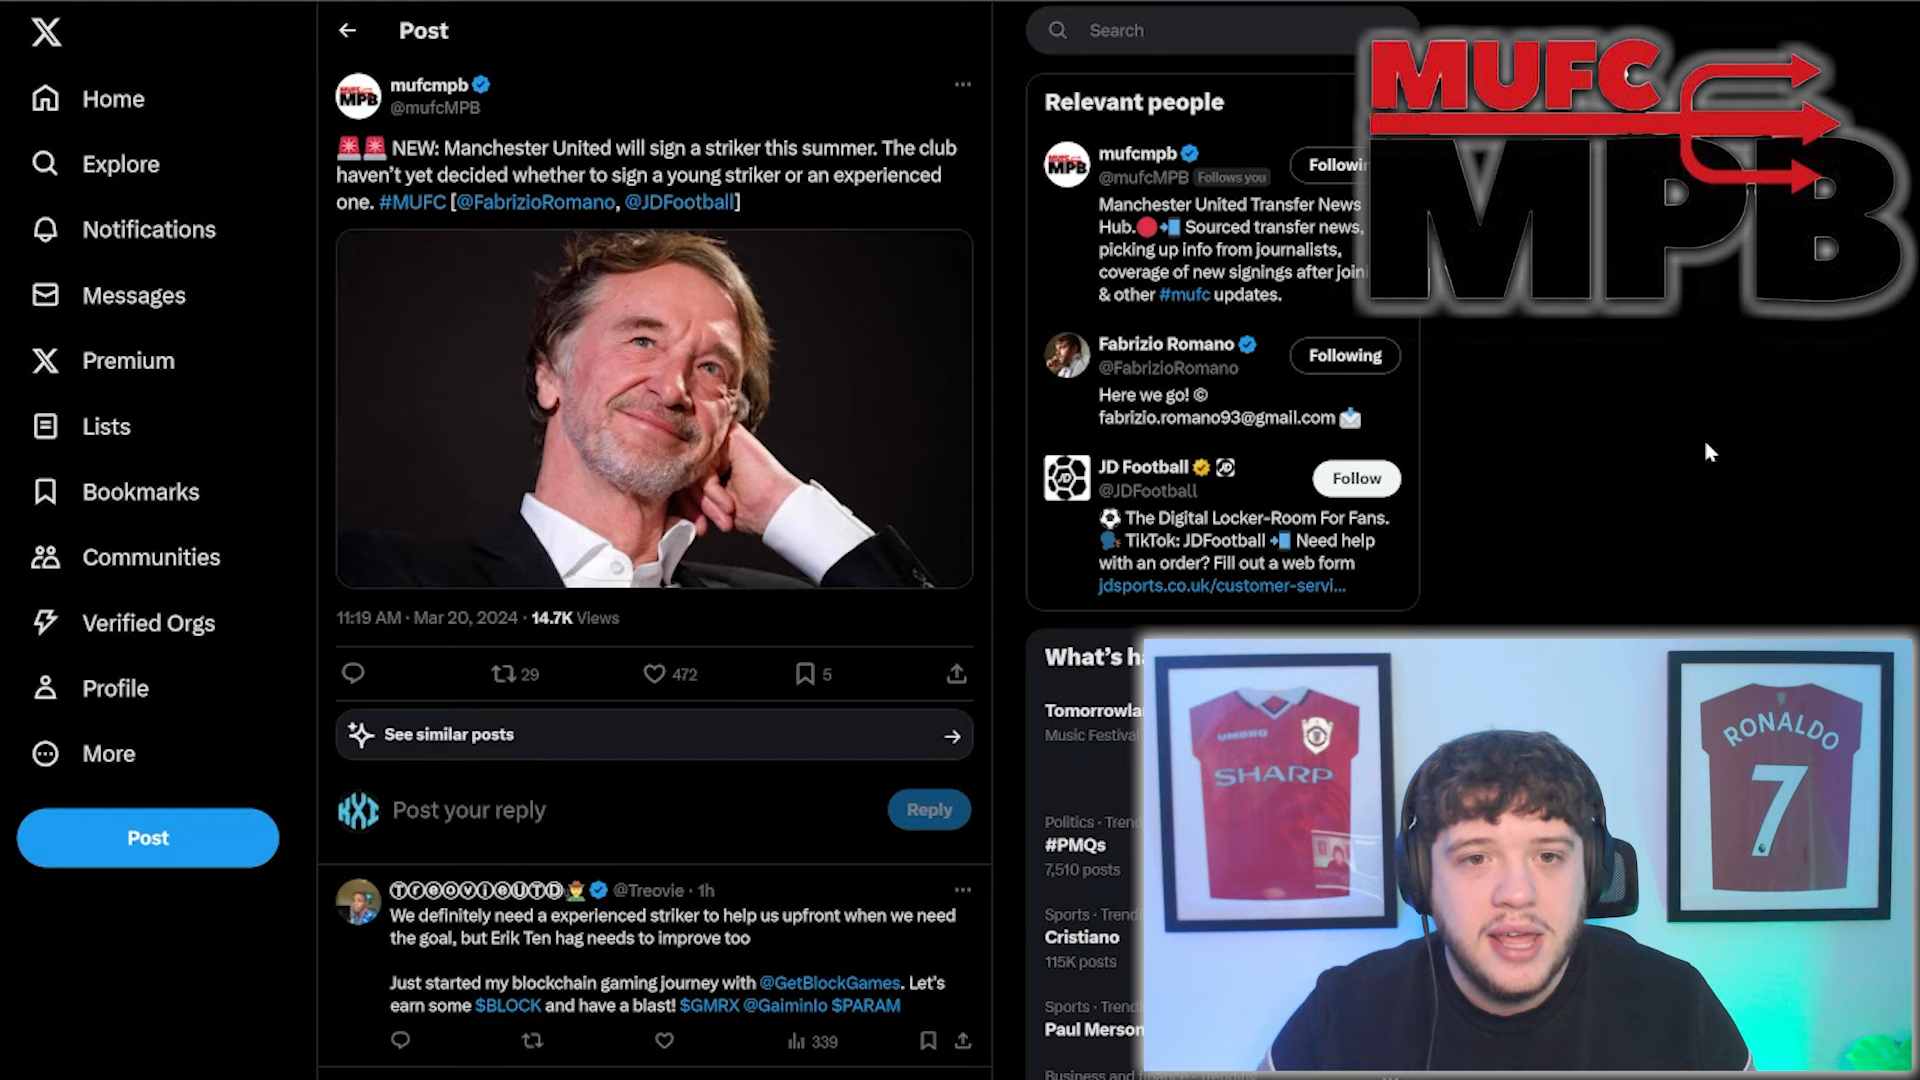 Home
Explore
Notifications
Messages
Premium
Lists
Bookmarks
Communities
Verified Orgs
Profile
More
Post
Post
mufcmpb
@mufcMPB
🚨🚨 NEW: Manchester United will sign a striker this summer. The club
haven't yet decided whether to sign a young striker or an experienced
one. #MUFC [@FabrizioRomano, @JDFootball]
11:19 AM · Mar 20, 2024 · 14.7K Views
29
472
5
See similar posts
Post your reply
Reply
ⓉⓡⓔⓞⓥⓘⓔⓊⓉⒹ @Treovie · 1h
We definitely need a experienced striker to help us upfront when we need
the goal, but Erik Ten hag needs to improve too
Just started my blockchain gaming journey with @GetBlockGames. Let's
earn some $BLOCK and have a blast! $GMRX @GaiminIo $PARAM
339
Search
Relevant people
mufcmpb
@mufcMPB Follows you
Followin
Manchester United Transfer News
Hub.🔴📲 Sourced transfer news,
picking up info from journalists,
coverage of new signings after joini
& other #mufc updates.
Fabrizio Romano
@FabrizioRomano
Following
Here we go! ©
fabrizio.romano93@gmail.com 📩
JD Football
@JDFootball
Follow
⚽ The Digital Locker-Room For Fans.
🗣 TikTok: JDFootball 📲 Need help
with an order? Fill out a web form
jdsports.co.uk/customer-servi...
What's ha
Tomorrowla
Music Festival
Politics · Trend
#PMQs
7,510 posts
Sports · Trend
Cristiano
115K posts
Sports · Trend
Paul Merson
MUFC
MPB
UMBRO
SHARP
RONALDO
7